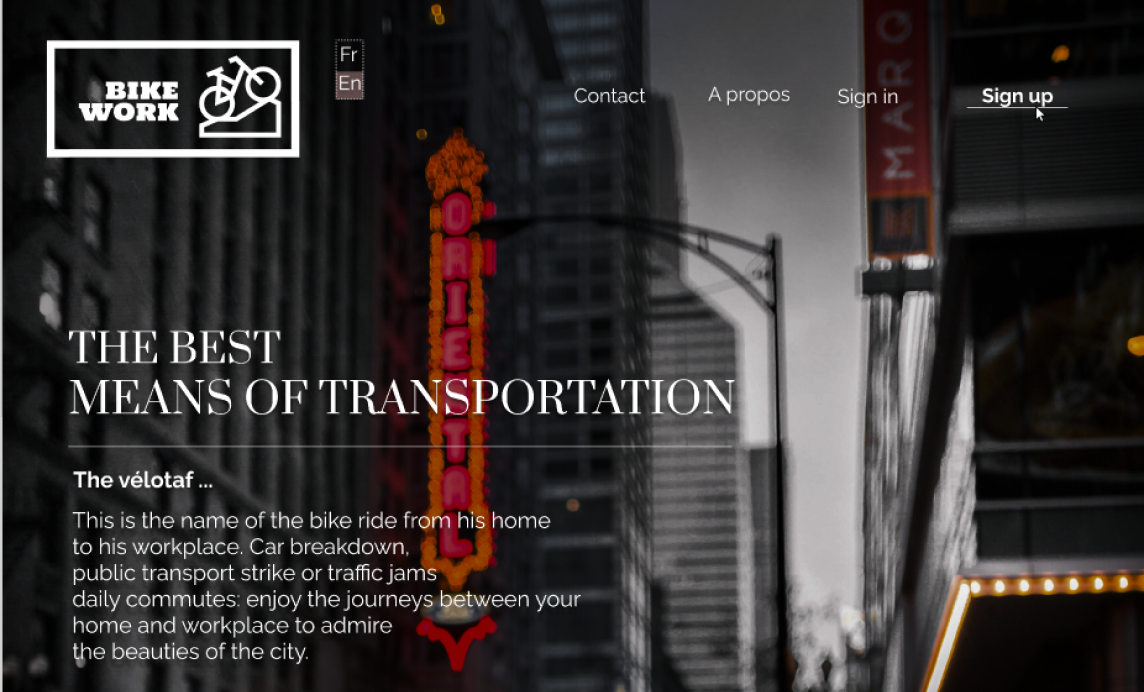 BIKE
WORK
Fr
En
Contact
A propos
Sign in
Sign up
MARQ
ORIENTAL
THE BEST
MEANS OF TRANSPORTATION
The vélotaf ...
This is the name of the bike ride from his home
to his workplace. Car breakdown,
public transport strike or traffic jams
daily commutes: enjoy the journeys between your
home and workplace to admire
the beauties of the city.